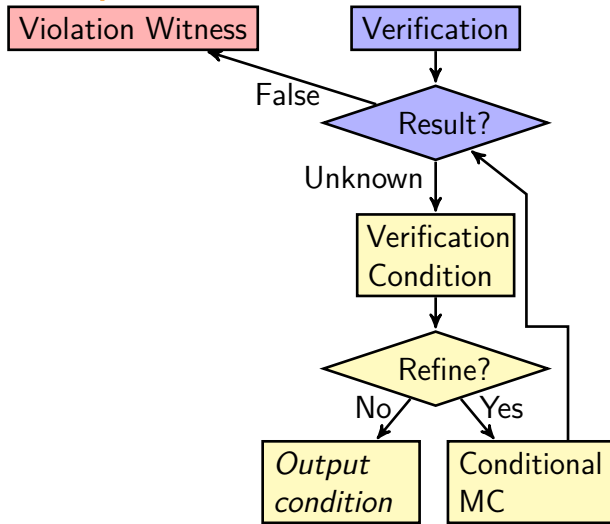 Violation Witness
Verification
False
Result?
Unknown
Verification
Condition
Refine?
No
Yes
Output
condition
Conditional
MC